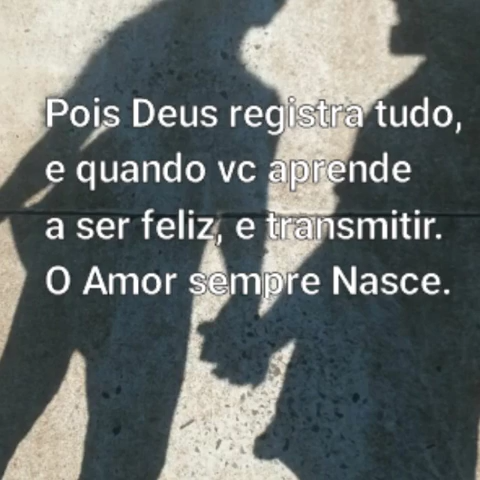 Pois Deus registra tudo,
e quando vc aprende
a ser feliz, e transmitir.
O Amor sempre Nasce.